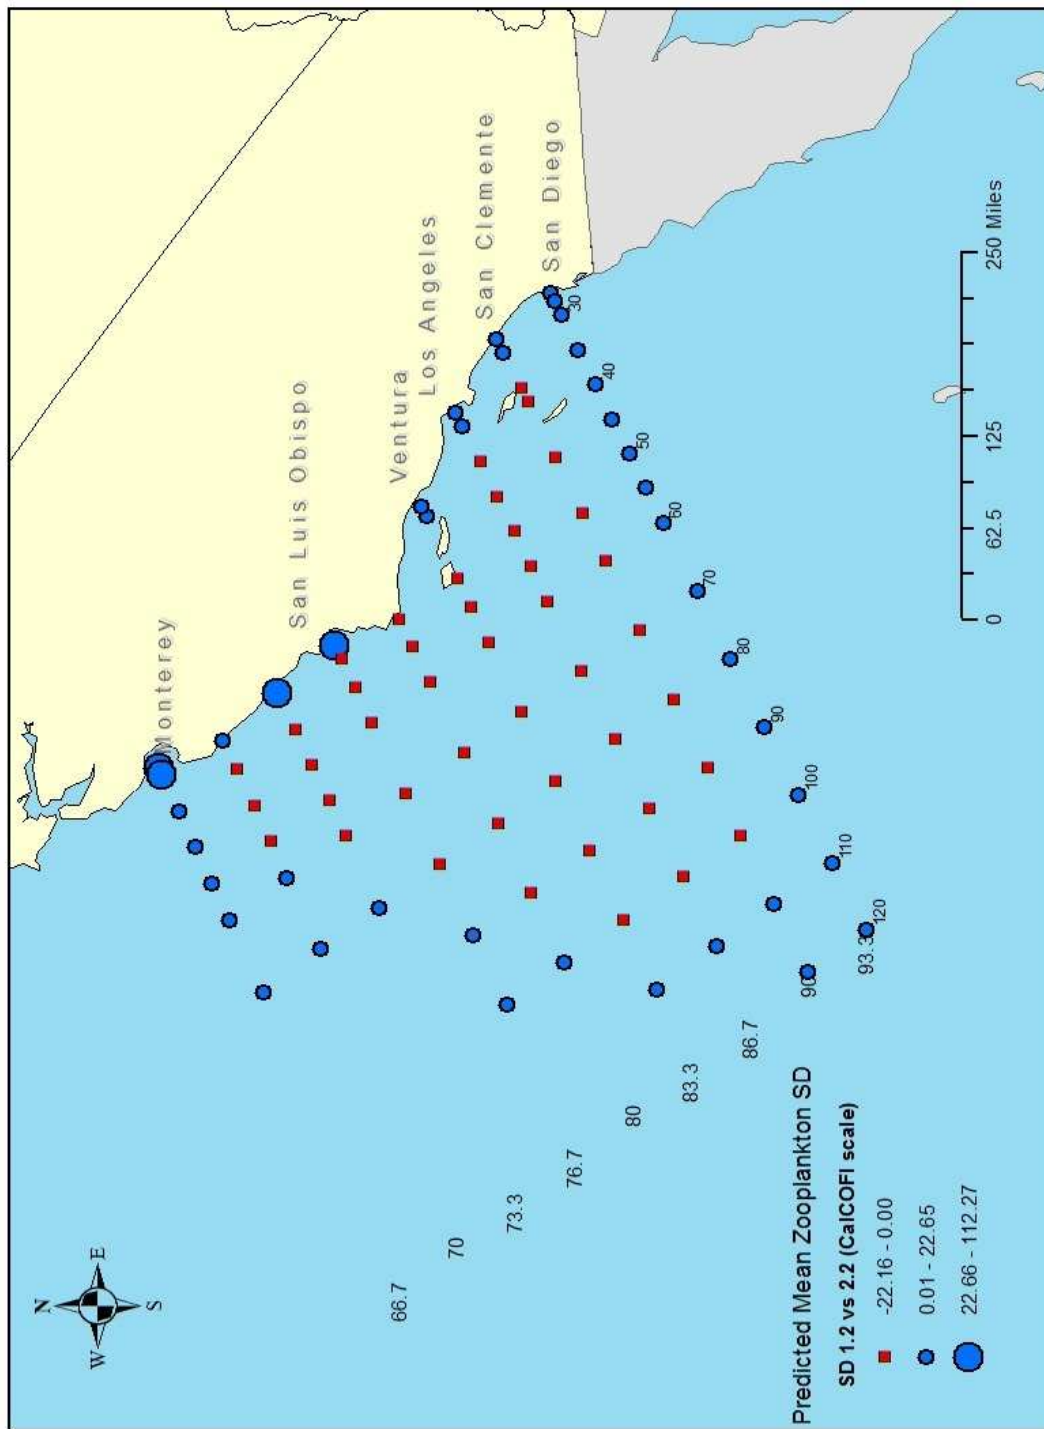 Monterey
San Luis Obispo
Ventura
Los Angeles
San Clemente
San Diego
30
40
50
60
70
80
90
100
110
120
93.3
90
86.7
83.3
80
76.7
73.3
70
66.7
N
W E
S
0 62.5 125 250 Miles
Predicted Mean Zooplankton SD
SD 1.2 vs 2.2 (CalCOFI scale)
-22.16 - 0.00
0.01 - 22.65
22.66 - 112.27